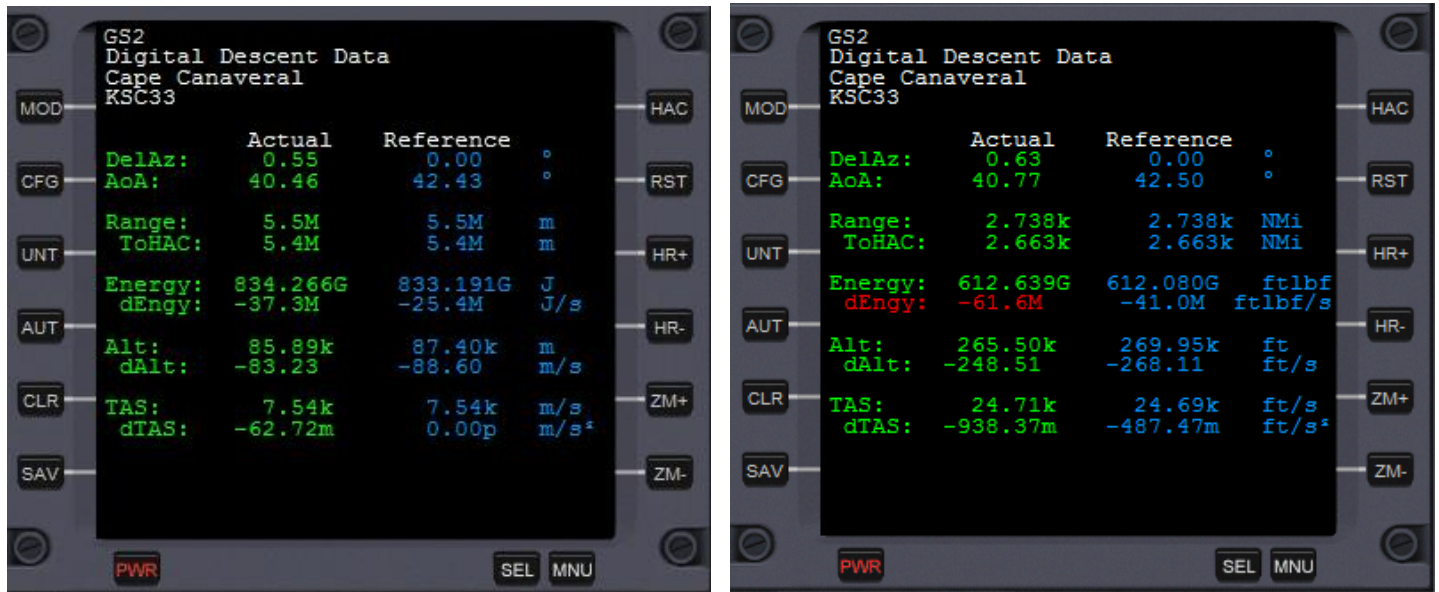 GS2
Digital Descent Data
Cape Canaveral
KSC33
Actual Reference
DelAz: 0.55 0.00 °
AoA: 40.46 42.43 °
Range: 5.5M 5.5M m
ToHAC: 5.4M 5.4M m
Energy: 834.266G 833.191G J
dEngy: -37.3M -25.4M J/s
Alt: 85.89k 87.40k m
dAlt: -83.23 -88.60 m/s
TAS: 7.54k 7.54k m/s
dTAS: -62.72m 0.00p m/s²
MOD
CFG
UNT
AUT
CLR
SAV
HAC
RST
HR+
HR-
ZM+
ZM-
PWR SEL MNU
GS2
Digital Descent Data
Cape Canaveral
KSC33
Actual Reference
DelAz: 0.63 0.00 °
AoA: 40.77 42.50 °
Range: 2.738k 2.738k NMi
ToHAC: 2.663k 2.663k NMi
Energy: 612.639G 612.080G ftlbf
dEngy: -61.6M -41.0M ftlbf/s
Alt: 265.50k 269.95k ft
dAlt: -248.51 -268.11 ft/s
TAS: 24.71k 24.69k ft/s
dTAS: -938.37m -487.47m ft/s²
MOD
CFG
UNT
AUT
CLR
SAV
HAC
RST
HR+
HR-
ZM+
ZM-
PWR SEL MNU